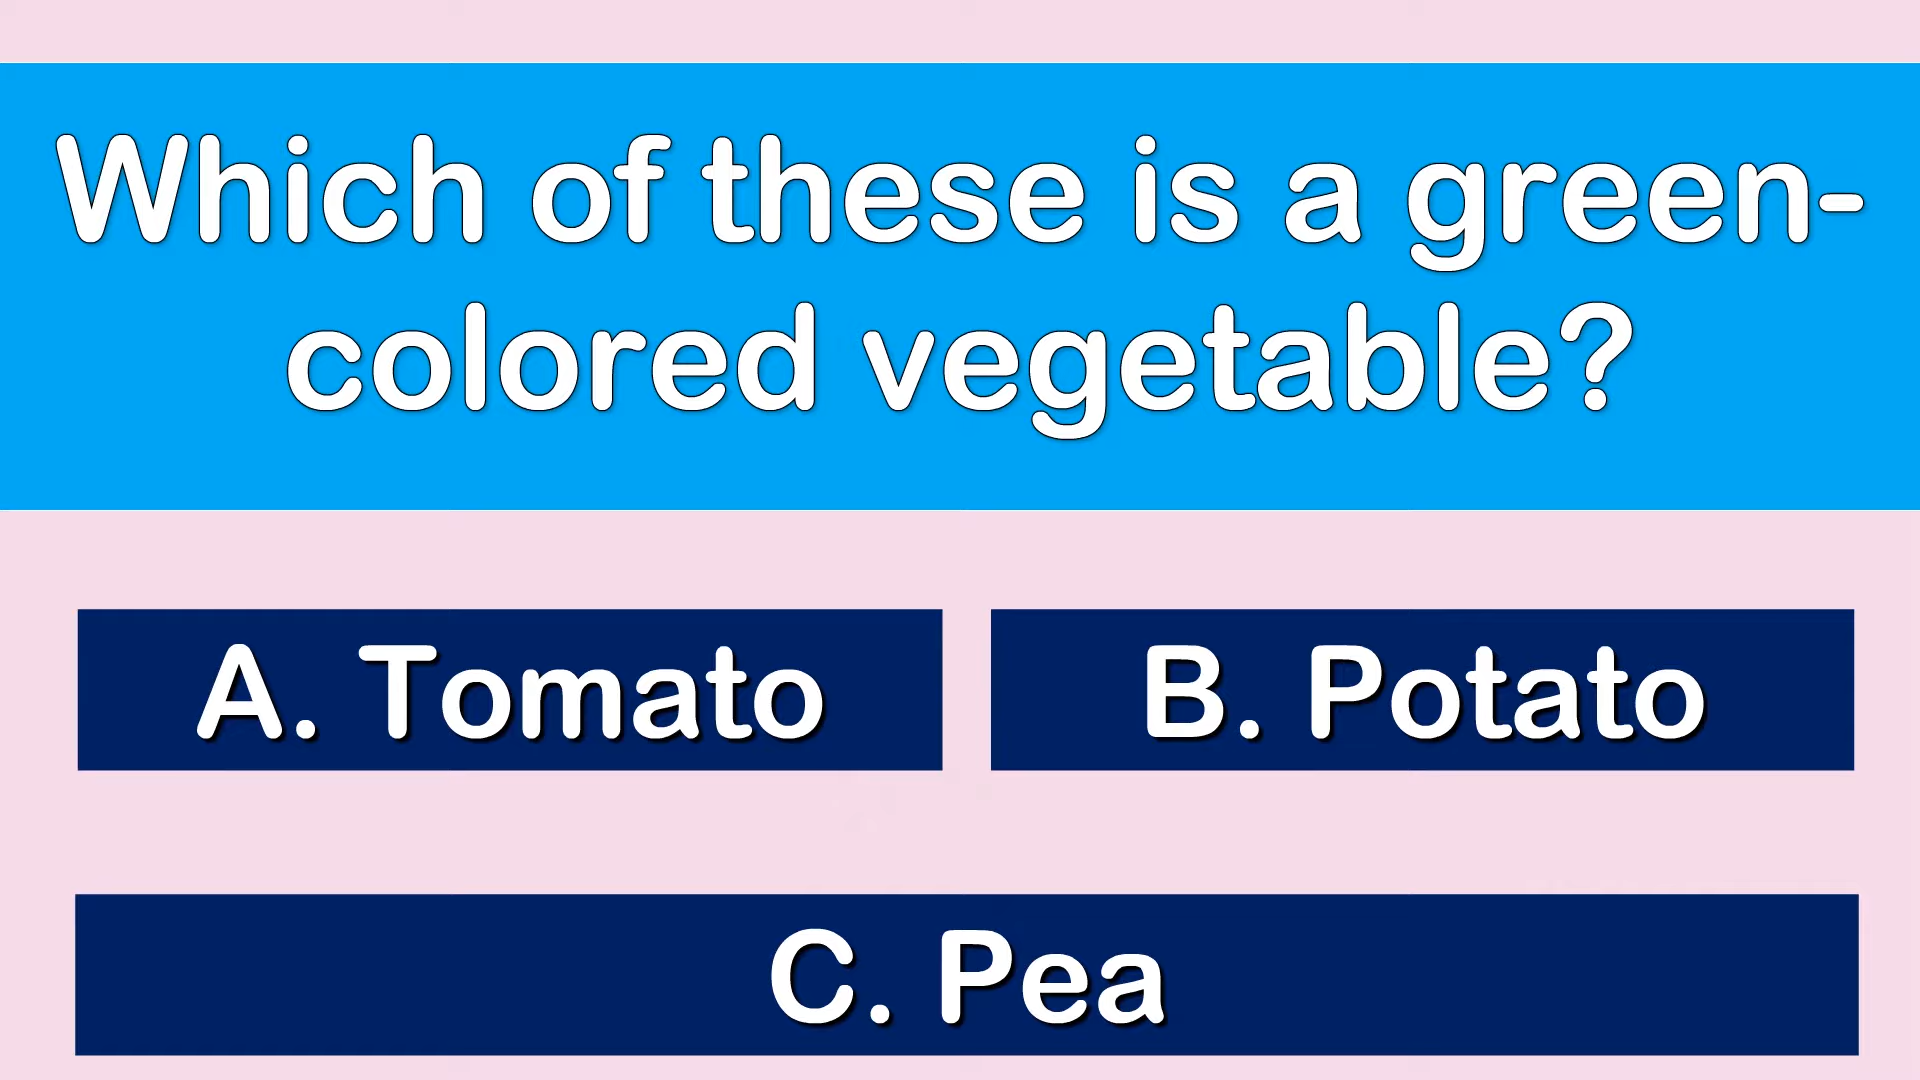 Which of these is a green-
colored vegetable?
A. Tomato
B. Potato
C. Pea